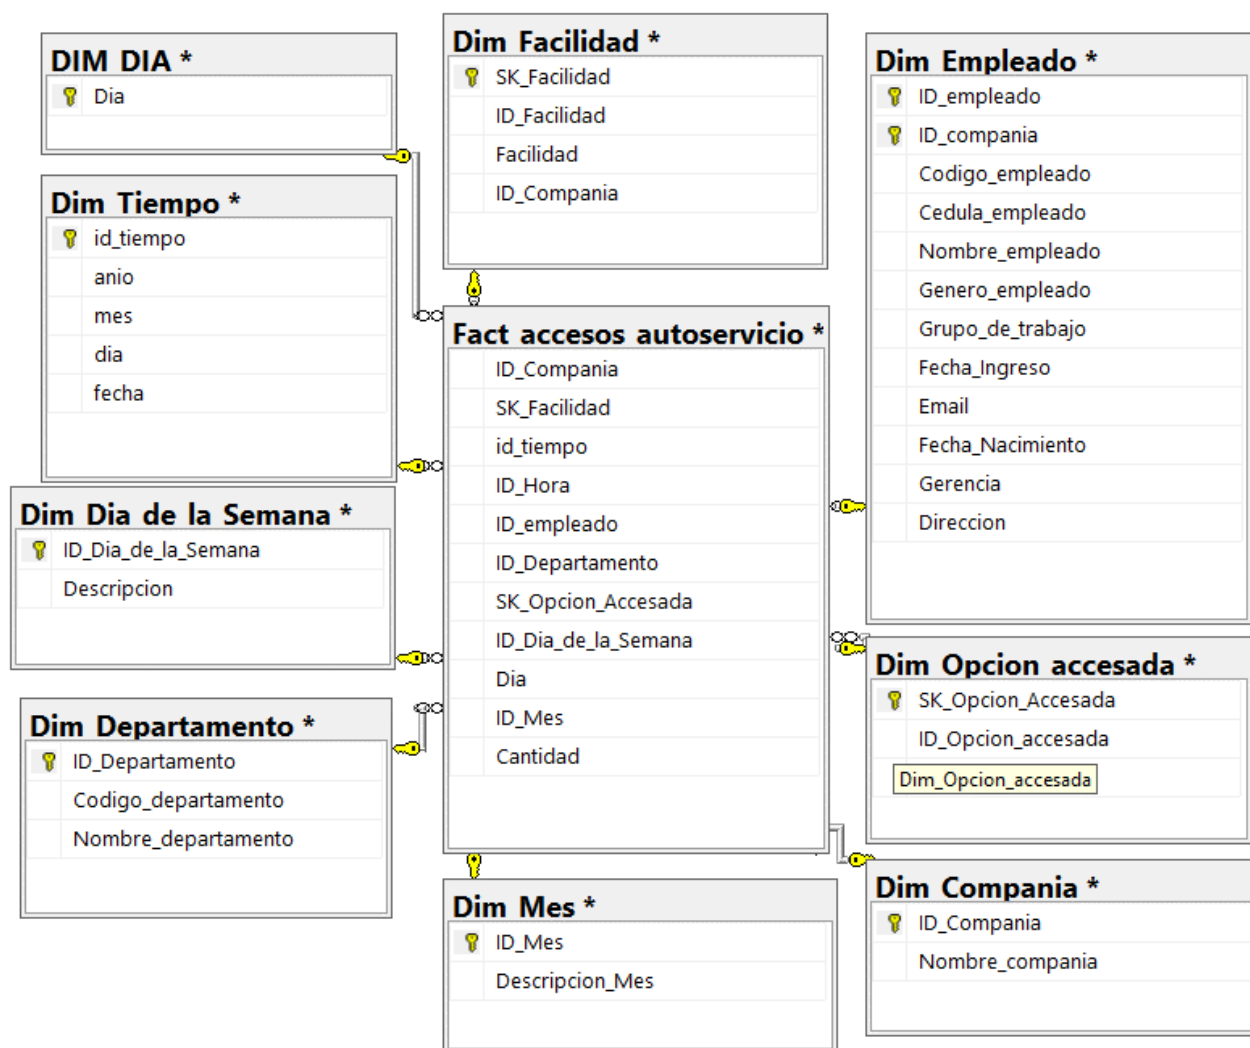 DIM DIA *
Dia
Dim Tiempo *
id_tiempo
anio
mes
dia
fecha
Dim Dia de la Semana *
ID_Dia_de_la_Semana
Descripcion
Dim Departamento *
ID_Departamento
Codigo_departamento
Nombre_departamento
Dim Facilidad *
SK_Facilidad
ID_Facilidad
Facilidad
ID_Compania
Fact accesos autoservicio *
ID_Compania
SK_Facilidad
id_tiempo
ID_Hora
ID_empleado
ID_Departamento
SK_Opcion_Accesada
ID_Dia_de_la_Semana
Dia
ID_Mes
Cantidad
Dim Mes *
ID_Mes
Descripcion_Mes
Dim Empleado *
ID_empleado
ID_compania
Codigo_empleado
Cedula_empleado
Nombre_empleado
Genero_empleado
Grupo_de_trabajo
Fecha_Ingreso
Email
Fecha_Nacimiento
Gerencia
Direccion
Dim Opcion accesada *
SK_Opcion_Accesada
ID_Opcion_accesada
Dim_Opcion_accesada
Dim Compania *
ID_Compania
Nombre_compania